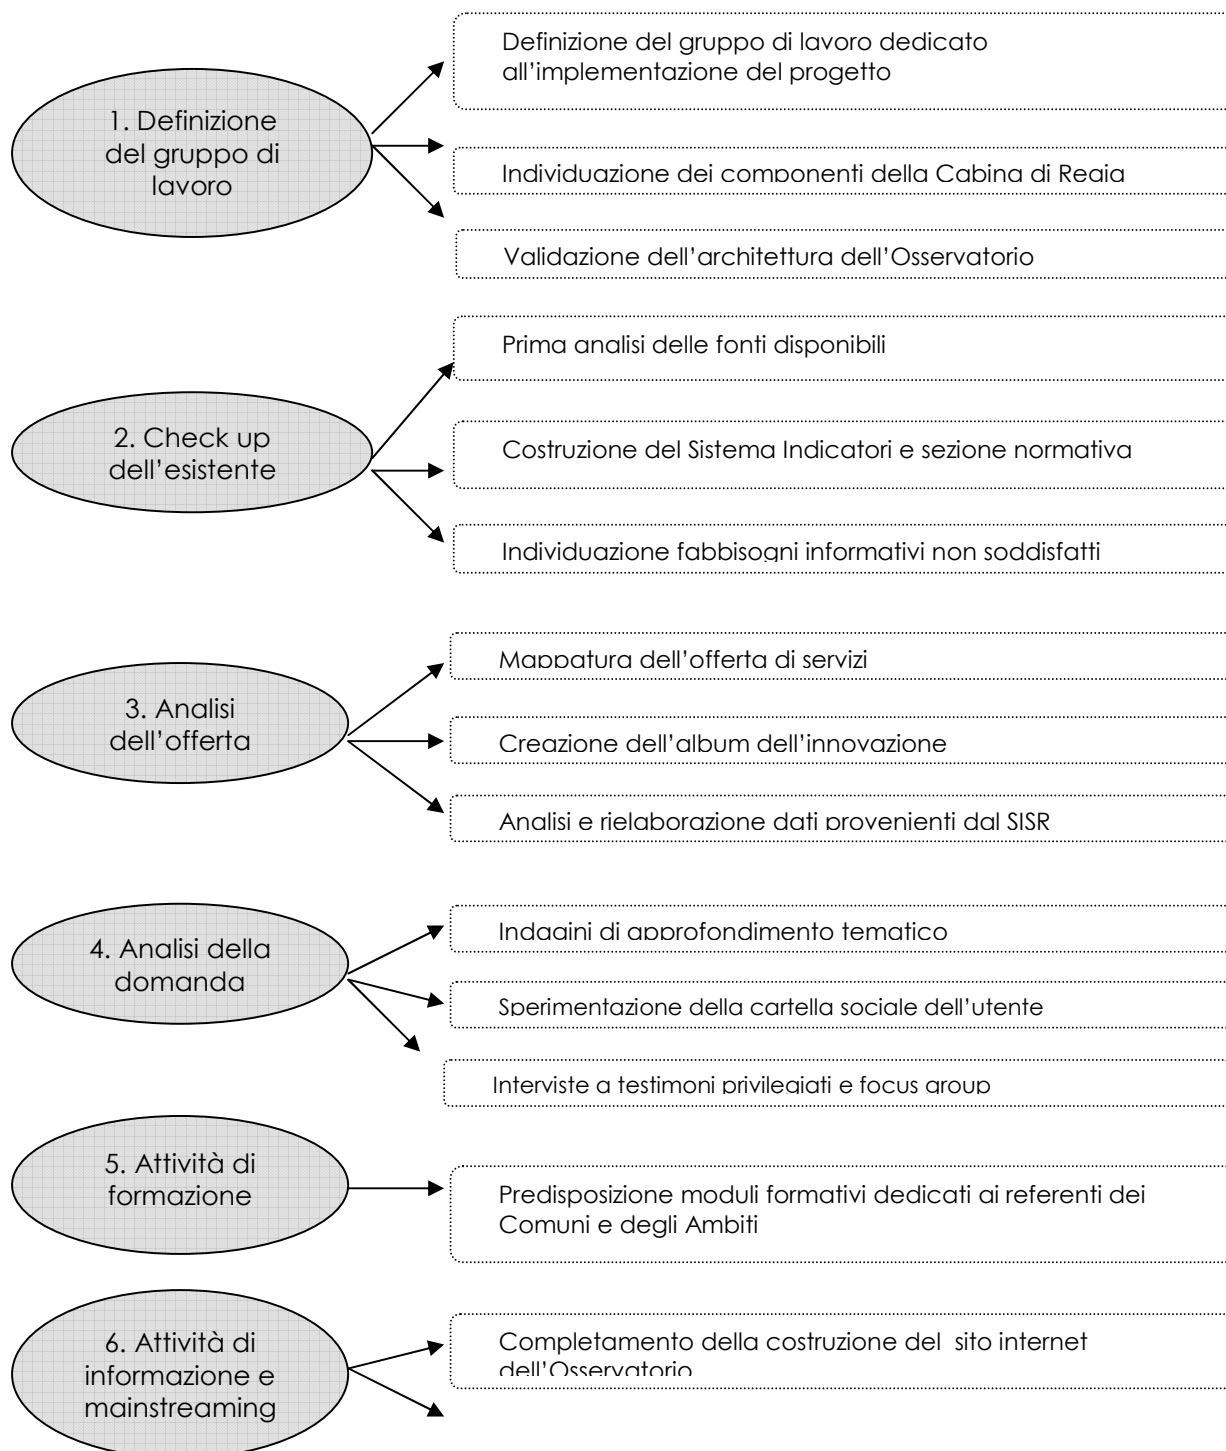 1. Definizione
del gruppo di
lavoro
Definizione del gruppo di lavoro dedicato
all’implementazione del progetto
Individuazione dei componenti della Cabina di Regia
Validazione dell’architettura dell’Osservatorio
2. Check up
dell’esistente
Prima analisi delle fonti disponibili
Costruzione del Sistema Indicatori e sezione normativa
Individuazione fabbisogni informativi non soddisfatti
3. Analisi
dell’offerta
Mappatura dell’offerta di servizi
Creazione dell’album dell’innovazione
Analisi e rielaborazione dati provenienti dal SISR
4. Analisi della
domanda
Indagini di approfondimento tematico
Sperimentazione della cartella sociale dell’utente
Interviste a testimoni privilegiati e focus group
5. Attività di
formazione
Predisposizione moduli formativi dedicati ai referenti dei
Comuni e degli Ambiti
6. Attività di
informazione e
mainstreaming
Completamento della costruzione del sito internet
dell’Osservatorio